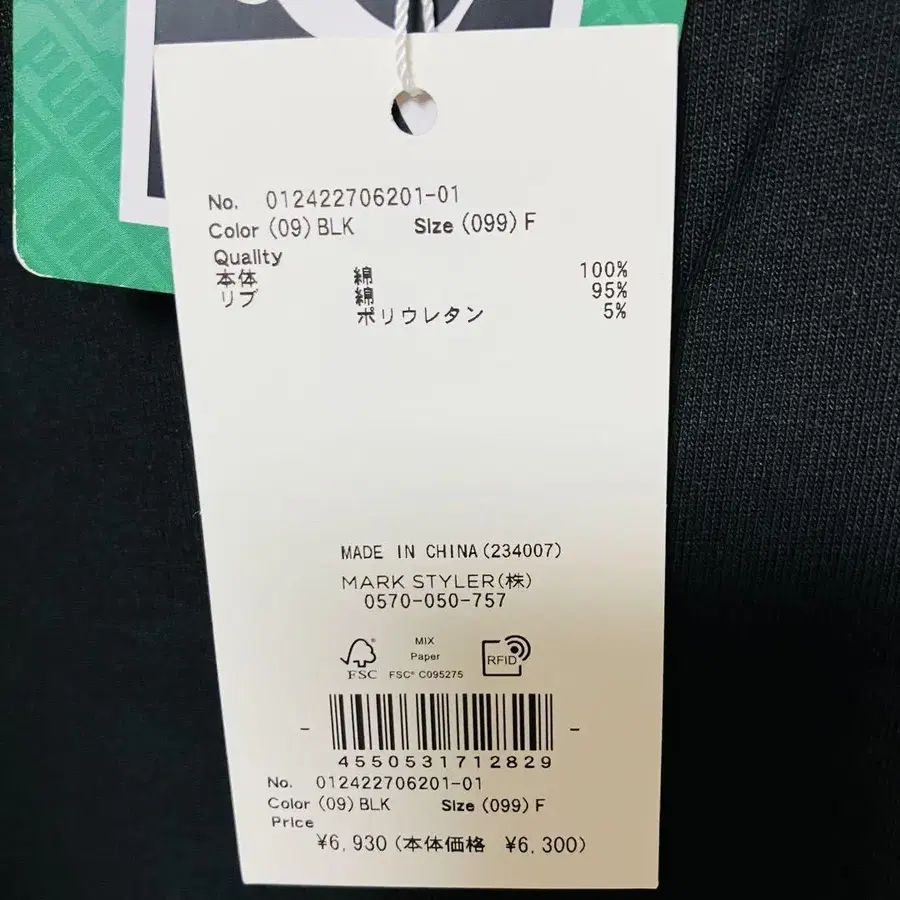 No. 012422706201-01
Color (09) BLK Size (099) F
Quality
本体 綿 100%
リブ 綿 95%
ポリウレタン 5%
MADE IN CHINA(234007)
MARK STYLER(株)
0570-050-757
FSC
MIX
Paper
FSC® C095275
RFID
4550531712829
No. 012422706201-01
Color (09) BLK Size (099) F
Price
¥6,930 (本体価格 ¥6,300)